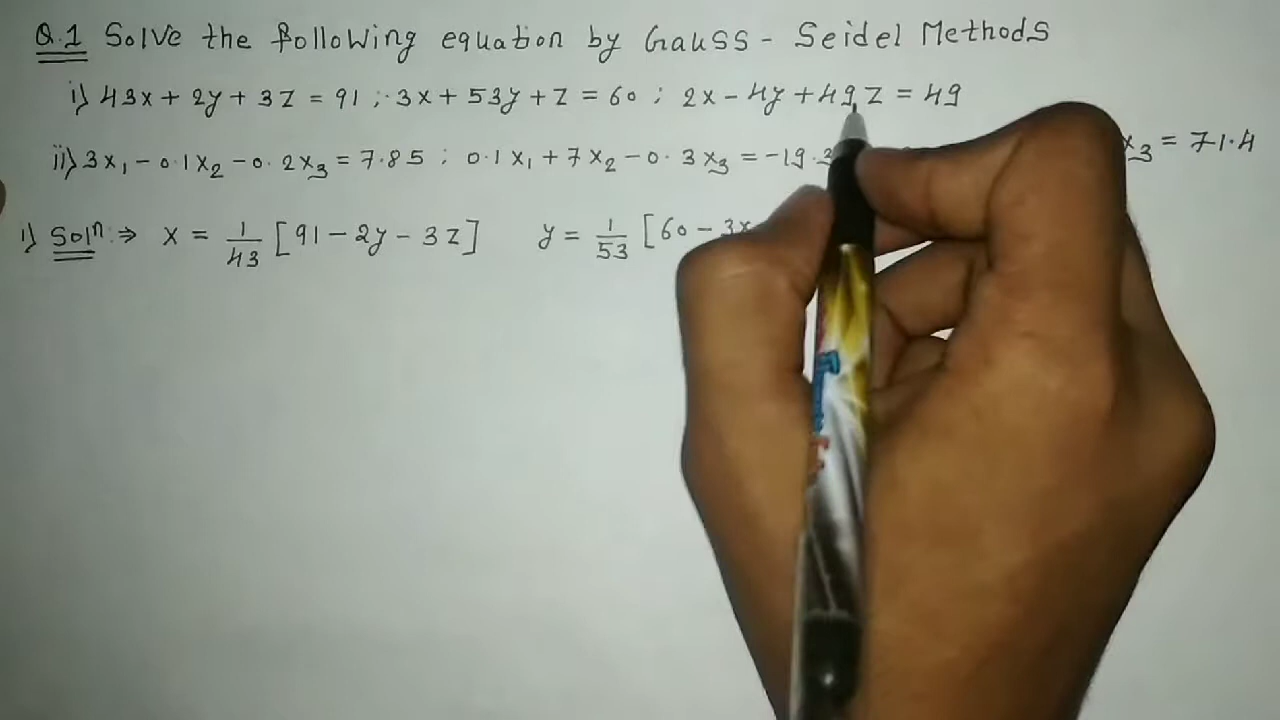 Q.1 Solve the following equation by Gauss - Seidel Methods
i) 43x + 2y + 3z = 91 ; 3x + 53y + z = 60 ; 2x - 4y + 49z = 49
ii) 3x₁ - 0.1x₂ - 0.2x₃ = 7.85 ; 0.1x₁ + 7x₂ - 0.3x₃ = -19.3 x₃ = 71.4
i) Solⁿ ⇒ x = 1/43 [91 - 2y - 3z] y = 1/53 [60 - 3x